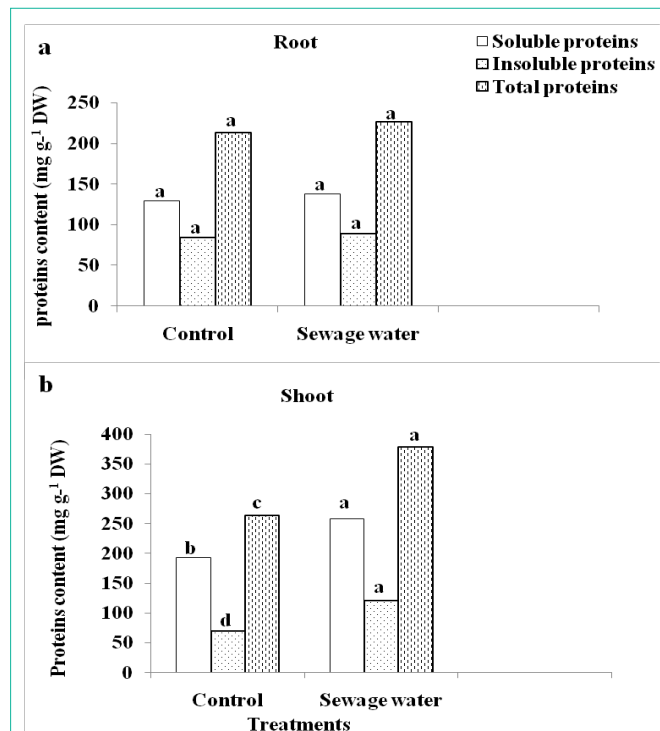 a
Root
Soluble proteins
Insoluble proteins
Total proteins
proteins content (mg g-1 DW)
250
200
150
100
50
0
a
a
a
a
a
a
Control
Sewage water
b
Shoot
Proteins content (mg g-1 DW)
400
350
300
250
200
150
100
50
0
b
d
c
a
a
a
Control
Sewage water
Treatments